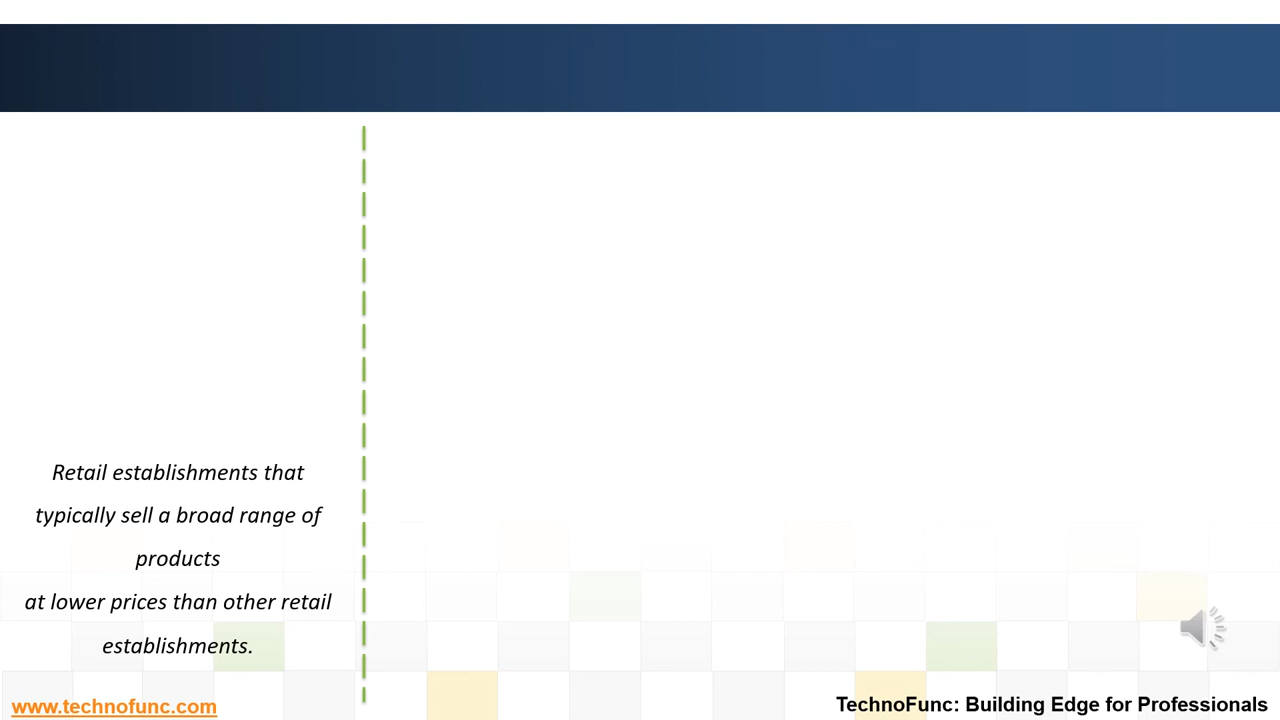 Retail establishments that
typically sell a broad range of
products
at lower prices than other retail
establishments.
www.technofunc.com
TechnoFunc: Building Edge for Professionals